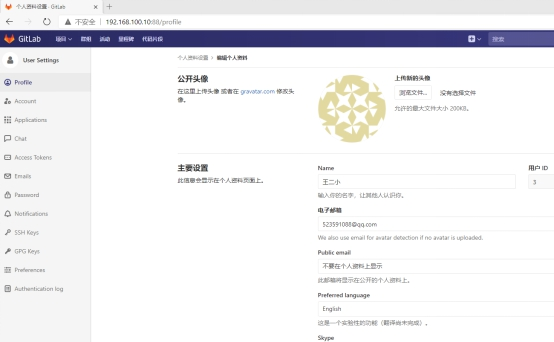 个人资料设置 · GitLab
不安全 192.168.100.10:88/profile
GitLab 项目 群组 活动 里程碑 代码片段 搜索
User Settings
Profile
Account
Applications
Chat
Access Tokens
Emails
Password
Notifications
SSH Keys
GPG Keys
Preferences
Authentication log
个人资料设置 > 编辑个人资料
公开头像
在这里上传头像 或者在 gravatar.com 修改头
像。
上传新的头像
浏览文件... 没有选择文件
允许的最大文件大小 200KB。
主要设置
此信息会显示在个人资料页面上。
Name
王二小
输入你的名字，让其他人认识你。
用户 ID
3
电子邮箱
523591088@qq.com
We also use email for avatar detection if no avatar is uploaded.
Public email
不要在个人资料上显示
此邮箱将显示在公开的个人资料上。
Preferred language
English
这是一个实验性的功能（翻译尚未完成）。
Skype